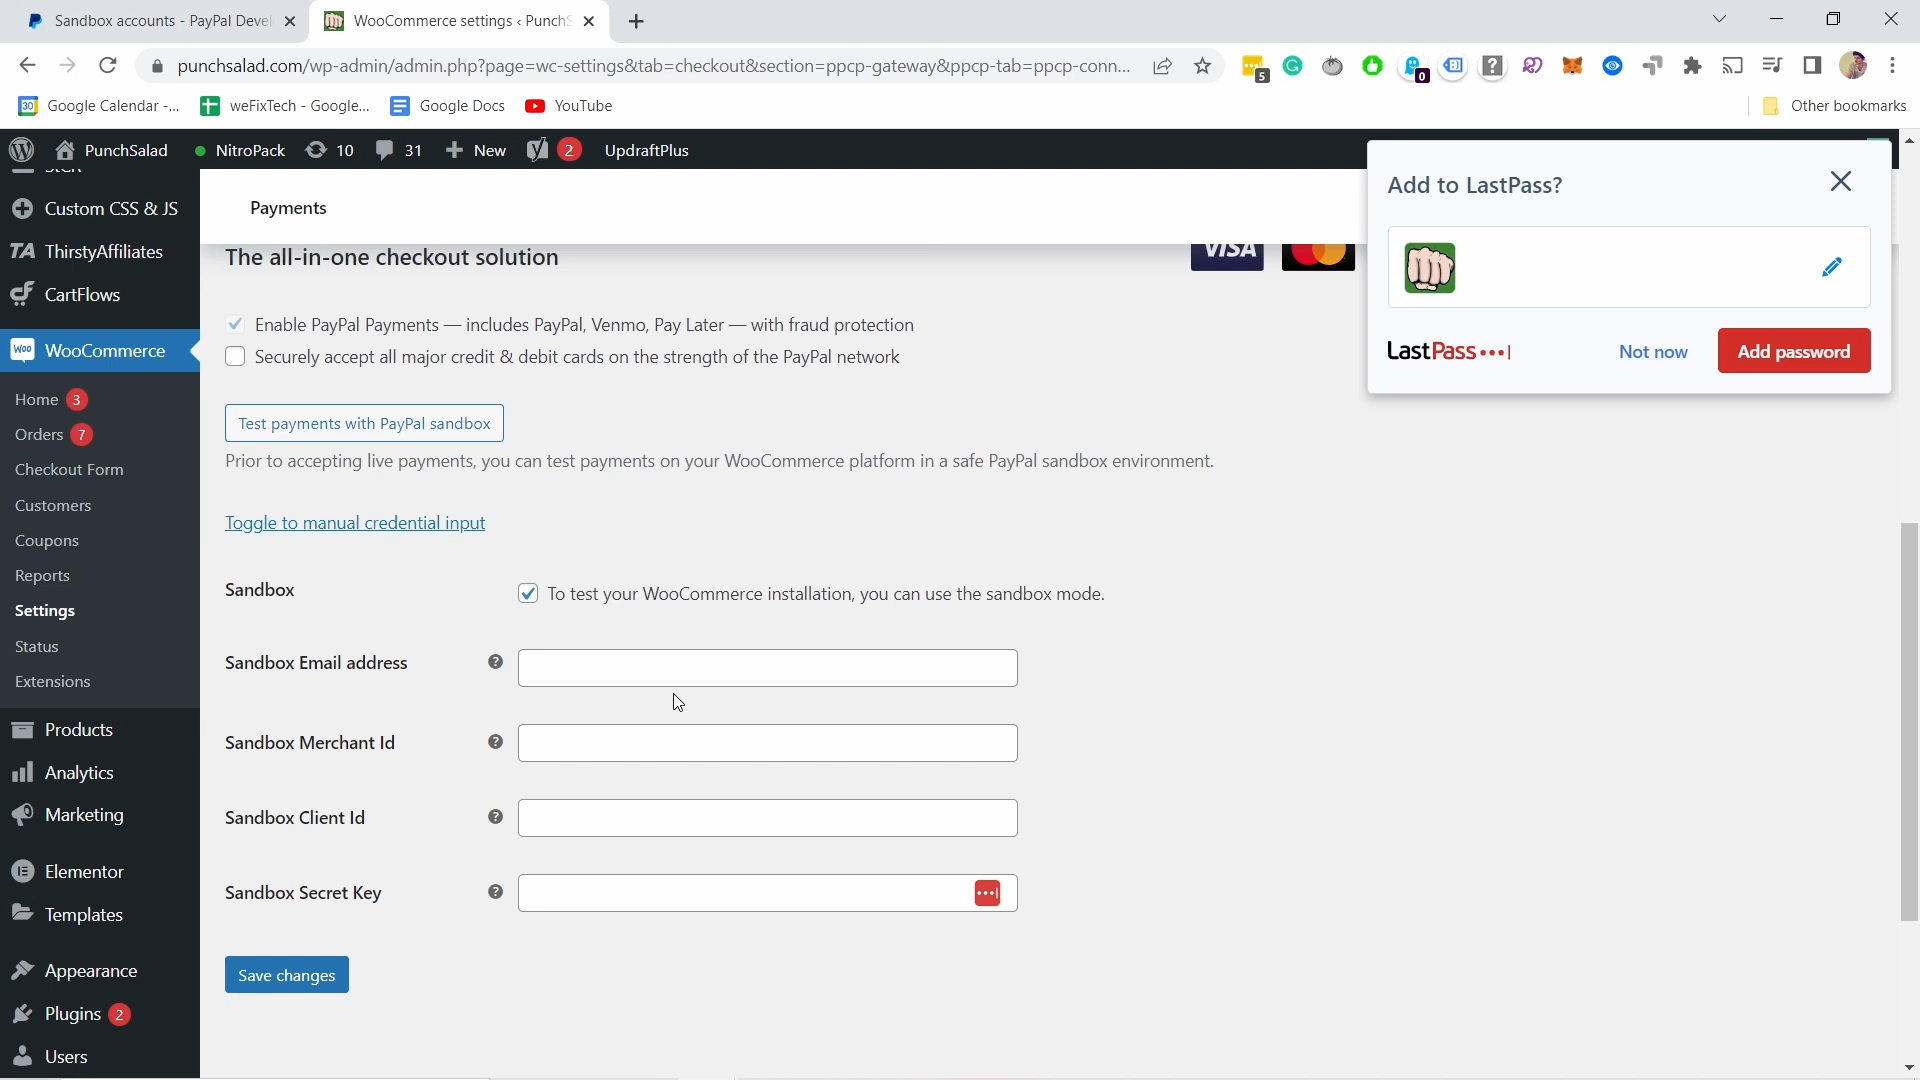 Sandbox accounts - PayPal Devel
WooCommerce settings ‹ PunchS
punchsalad.com/wp-admin/admin.php?page=wc-settings&tab=checkout&section=ppcp-gateway&ppcp-tab=ppcp-conn...
5
0
30 Google Calendar -...
weFixTech - Google...
Google Docs
YouTube
Other bookmarks
PunchSalad
NitroPack
10
31
New
2
UpdraftPlus
Custom CSS & JS
TA ThirstyAffiliates
CartFlows
Woo WooCommerce
Home 3
Orders 7
Checkout Form
Customers
Coupons
Reports
Settings
Status
Extensions
Products
Analytics
Marketing
Elementor
Templates
Appearance
Plugins 2
Users
Payments
The all-in-one checkout solution
VISA
Enable PayPal Payments — includes PayPal, Venmo, Pay Later — with fraud protection
Securely accept all major credit & debit cards on the strength of the PayPal network
Test payments with PayPal sandbox
Prior to accepting live payments, you can test payments on your WooCommerce platform in a safe PayPal sandbox environment.
Toggle to manual credential input
Sandbox
To test your WooCommerce installation, you can use the sandbox mode.
Sandbox Email address
Sandbox Merchant Id
Sandbox Client Id
Sandbox Secret Key
Save changes
Add to LastPass?
LastPass
Not now
Add password